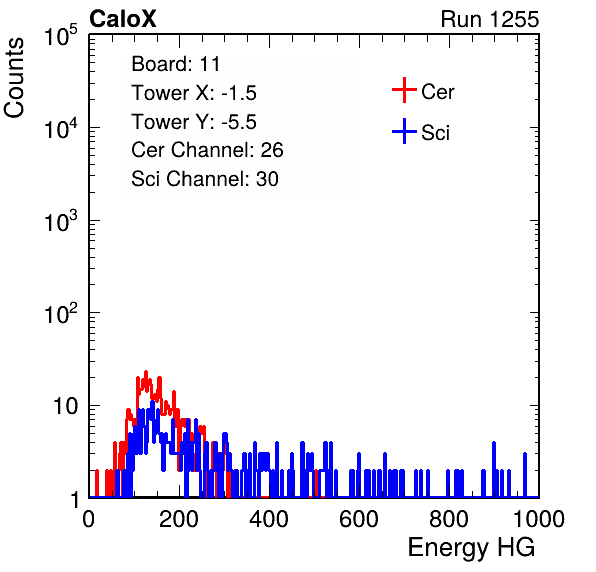 CaloX Run 1255
Counts
Board: 11
Tower X: -1.5
Tower Y: -5.5
Cer Channel: 26
Sci Channel: 30
Cer
Sci
10^5
10^4
10^3
10^2
10
1
0 200 400 600 800 1000
Energy HG